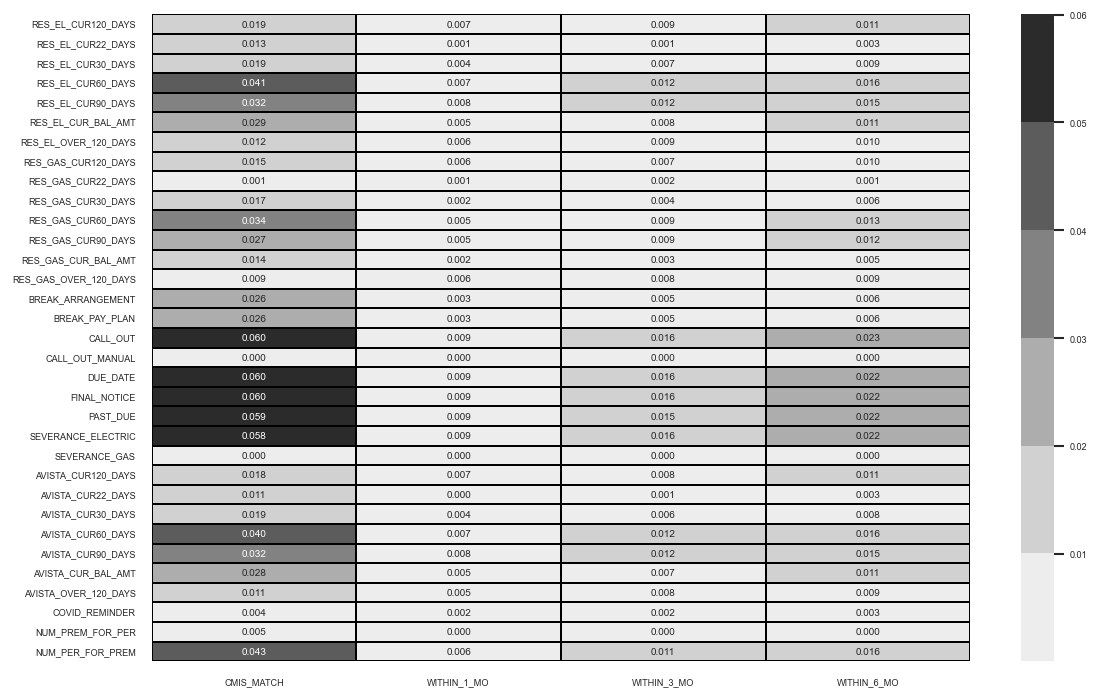 RES_EL_CUR120_DAYS 0.019 0.007 0.009 0.011
RES_EL_CUR22_DAYS 0.013 0.001 0.001 0.003
RES_EL_CUR30_DAYS 0.019 0.004 0.007 0.009
RES_EL_CUR60_DAYS 0.041 0.007 0.012 0.016
RES_EL_CUR90_DAYS 0.032 0.008 0.012 0.015
RES_EL_CUR_BAL_AMT 0.029 0.005 0.008 0.011
RES_EL_OVER_120_DAYS 0.012 0.006 0.009 0.010
RES_GAS_CUR120_DAYS 0.015 0.006 0.007 0.010
RES_GAS_CUR22_DAYS 0.001 0.001 0.002 0.001
RES_GAS_CUR30_DAYS 0.017 0.002 0.004 0.006
RES_GAS_CUR60_DAYS 0.034 0.005 0.009 0.013
RES_GAS_CUR90_DAYS 0.027 0.005 0.009 0.012
RES_GAS_CUR_BAL_AMT 0.014 0.002 0.003 0.005
RES_GAS_OVER_120_DAYS 0.009 0.006 0.008 0.009
BREAK_ARRANGEMENT 0.026 0.003 0.005 0.006
BREAK_PAY_PLAN 0.026 0.003 0.005 0.006
CALL_OUT 0.060 0.009 0.016 0.023
CALL_OUT_MANUAL 0.000 0.000 0.000 0.000
DUE_DATE 0.060 0.009 0.016 0.022
FINAL_NOTICE 0.060 0.009 0.016 0.022
PAST_DUE 0.059 0.009 0.015 0.022
SEVERANCE_ELECTRIC 0.058 0.009 0.016 0.022
SEVERANCE_GAS 0.000 0.000 0.000 0.000
AVISTA_CUR120_DAYS 0.018 0.007 0.008 0.011
AVISTA_CUR22_DAYS 0.011 0.000 0.001 0.003
AVISTA_CUR30_DAYS 0.019 0.004 0.006 0.008
AVISTA_CUR60_DAYS 0.040 0.007 0.012 0.016
AVISTA_CUR90_DAYS 0.032 0.008 0.012 0.015
AVISTA_CUR_BAL_AMT 0.028 0.005 0.007 0.011
AVISTA_OVER_120_DAYS 0.011 0.005 0.008 0.009
COVID_REMINDER 0.004 0.002 0.002 0.003
NUM_PREM_FOR_PER 0.005 0.000 0.000 0.000
NUM_PER_FOR_PREM 0.043 0.006 0.011 0.016
CMIS_MATCH WITHIN_1_MO WITHIN_3_MO WITHIN_6_MO
0.06
0.05
0.04
0.03
0.02
0.01